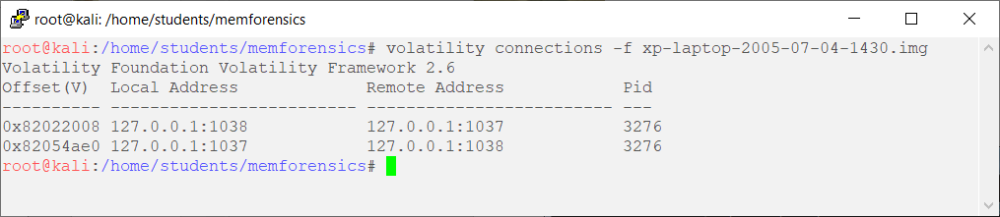 root@kali: /home/students/memforensics
root@kali:/home/students/memforensics# volatility connections -f xp-laptop-2005-07-04-1430.img
Volatility Foundation Volatility Framework 2.6
Offset(V)  Local Address             Remote Address            Pid
---------- ------------------------- ------------------------- ---
0x82022008 127.0.0.1:1038            127.0.0.1:1037            3276
0x82054ae0 127.0.0.1:1037            127.0.0.1:1038            3276
root@kali:/home/students/memforensics#